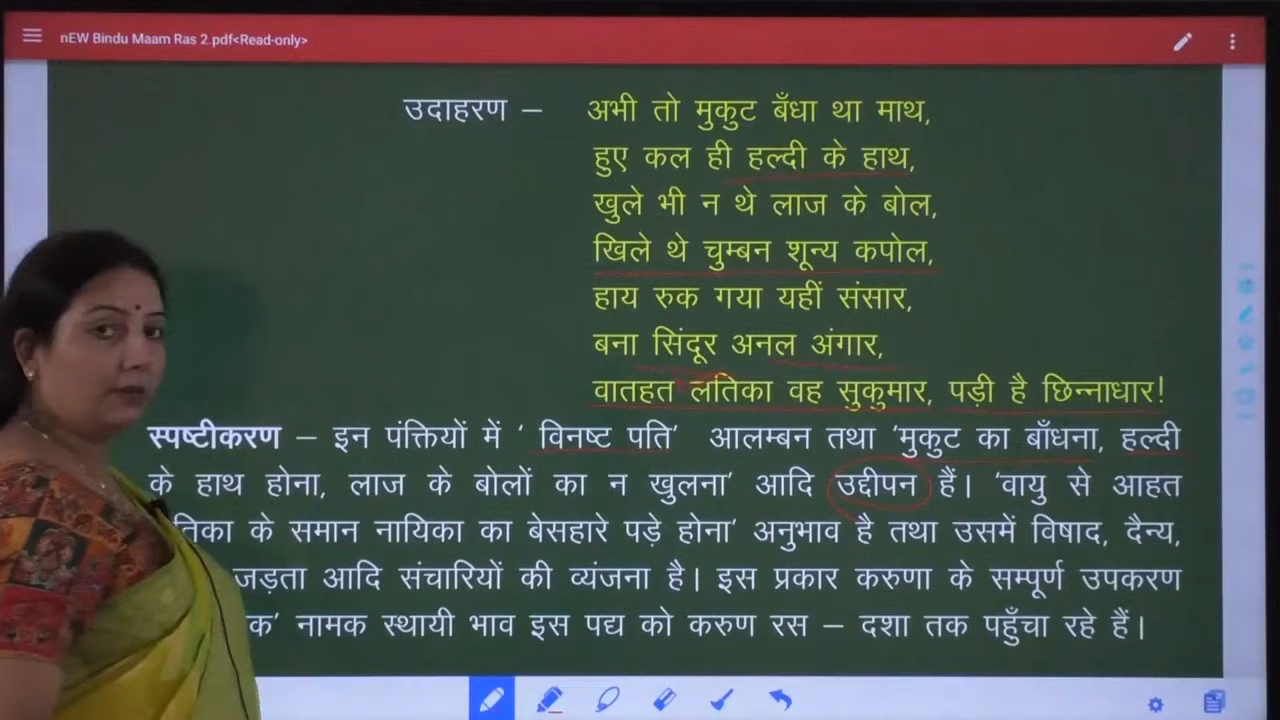 nEW Bindu Maam Ras 2.pdf<Read-only>
उदाहरण – अभी तो मुकुट बँधा था माथ,
हुए कल ही हल्दी के हाथ,
खुले भी न थे लाज के बोल,
खिले थे चुम्बन शून्य कपोल,
हाय रुक गया यहीं संसार,
बना सिंदूर अनल अंगार,
वातहत लतिका वह सुकुमार, पड़ी है छिन्नाधार!
स्पष्टीकरण – इन पंक्तियों में ' विनष्ट पति' आलम्बन तथा 'मुकुट का बाँधना, हल्दी
के हाथ होना, लाज के बोलों का न खुलना' आदि उद्दीपन हैं। 'वायु से आहत
तिका के समान नायिका का बेसहारे पड़े होना' अनुभाव है तथा उसमें विषाद, दैन्य,
जड़ता आदि संचारियों की व्यंजना है। इस प्रकार करुणा के सम्पूर्ण उपकरण
क' नामक स्थायी भाव इस पद्य को करुण रस – दशा तक पहुँचा रहे हैं।